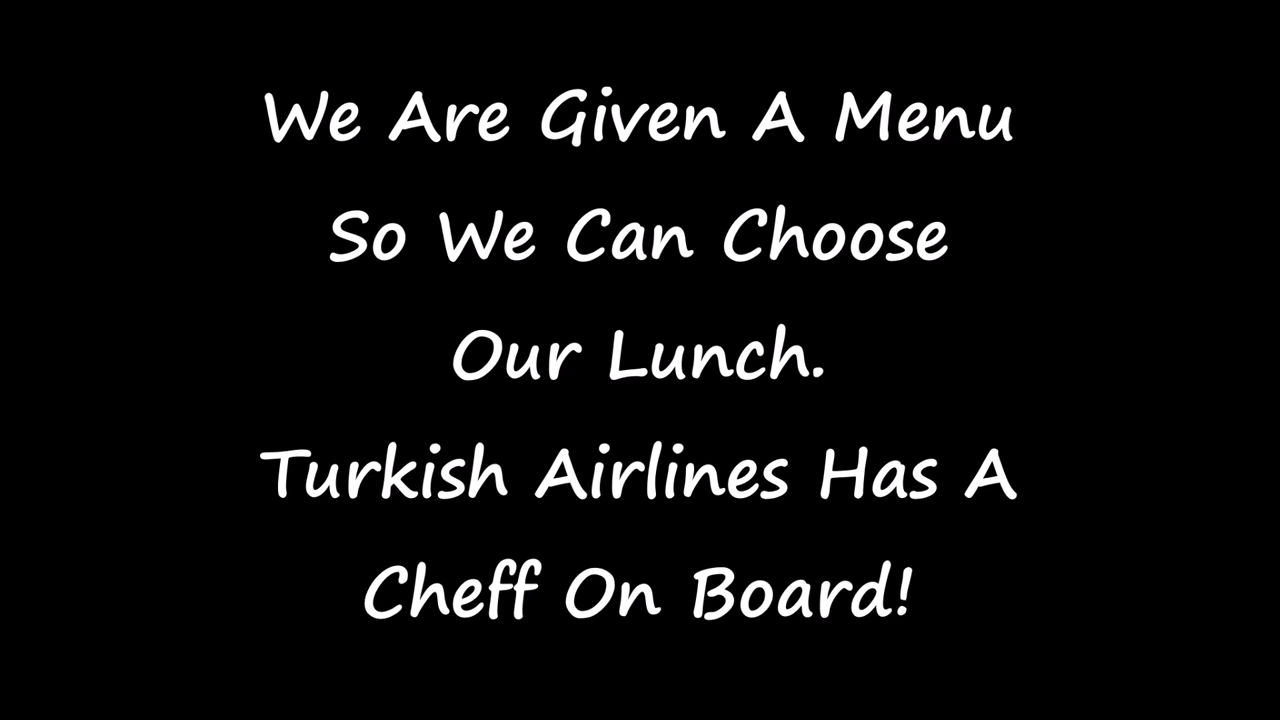 We Are Given A Menu
So We Can Choose
Our Lunch.
Turkish Airlines Has A
Cheff On Board!